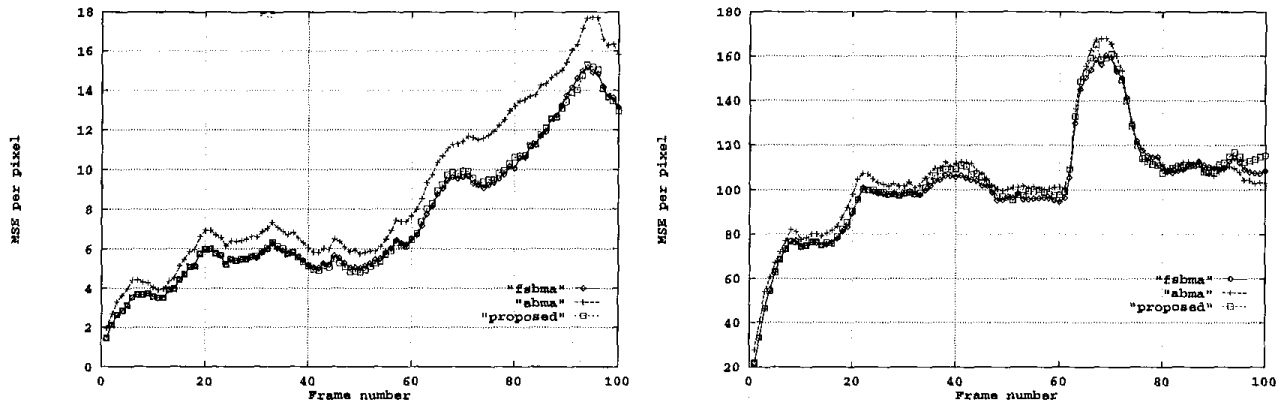 18
16
14
12
10
8
6
4
2
0
MSE per pixel
"fsbma"
"abma"
"proposed"
0 20 40 60 80 100
Frame number
180
160
140
120
100
80
60
40
20
MSE per pixel
"fsbma"
"abma"
"proposed"
0 20 40 60 80 100
Frame number